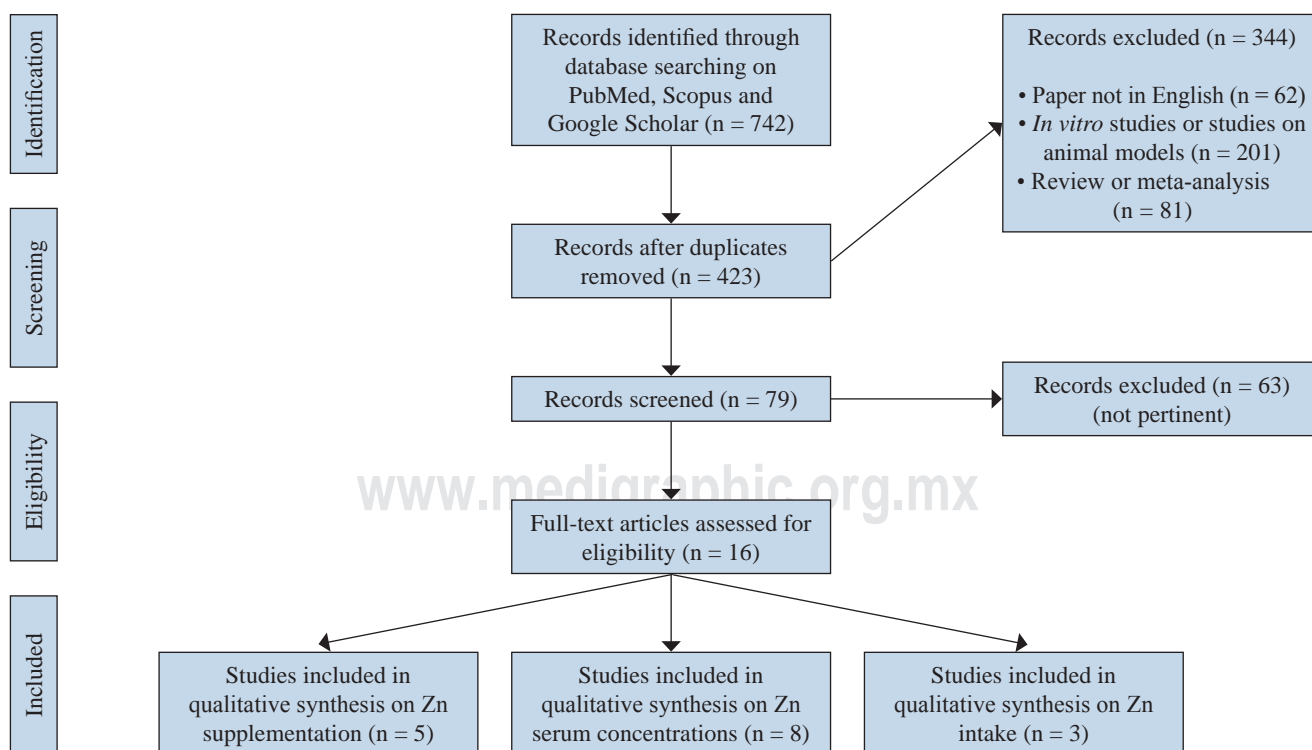 Identification
Records identified through
database searching on
PubMed, Scopus and
Google Scholar (n = 742)
Records excluded (n = 344)
• Paper not in English (n = 62)
• In vitro studies or studies on
animal models (n = 201)
• Review or meta-analysis
(n = 81)
Screening
Records after duplicates
removed (n = 423)
Records screened (n = 79)
Records excluded (n = 63)
(not pertinent)
Eligibility
www.medigraphic.org.mx
Full-text articles assessed for
eligibility (n = 16)
Included
Studies included in
qualitative synthesis on Zn
supplementation (n = 5)
Studies included in
qualitative synthesis on Zn
serum concentrations (n = 8)
Studies included in
qualitative synthesis on Zn
intake (n = 3)